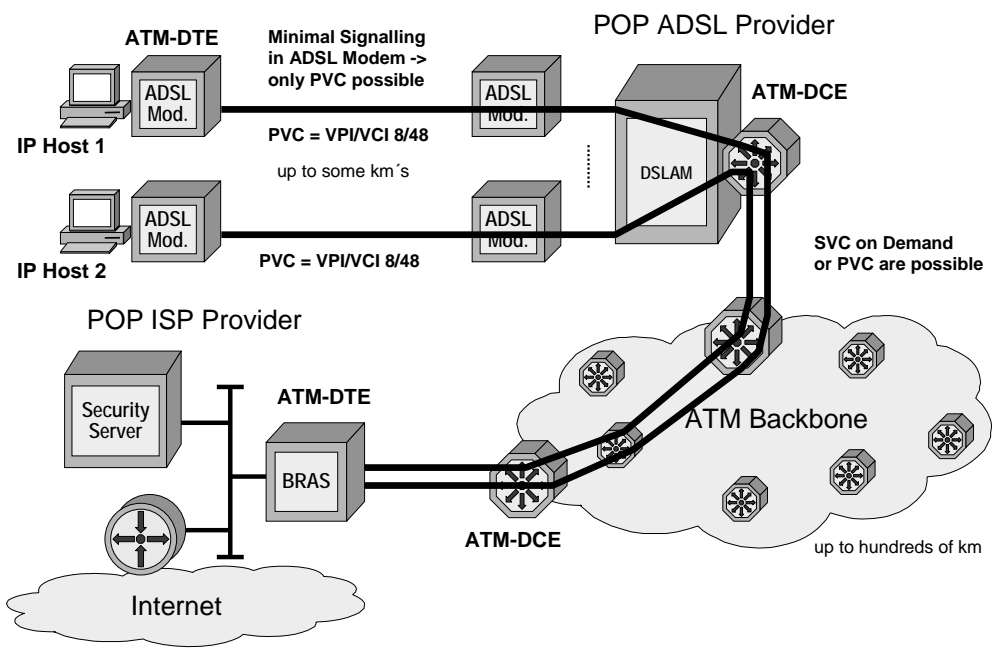 POP ADSL Provider
ATM-DTE
Minimal Signalling
in ADSL Modem ->
only PVC possible
ATM-DCE
ADSL
Mod.
ADSL
Mod.
IP Host 1
PVC = VPI/VCI 8/48
up to some km´s
DSLAM
ADSL
Mod.
ADSL
Mod.
IP Host 2
PVC = VPI/VCI 8/48
SVC on Demand
or PVC are possible
POP ISP Provider
ATM-DTE
Security
Server
ATM Backbone
BRAS
ATM-DCE
up to hundreds of km
Internet